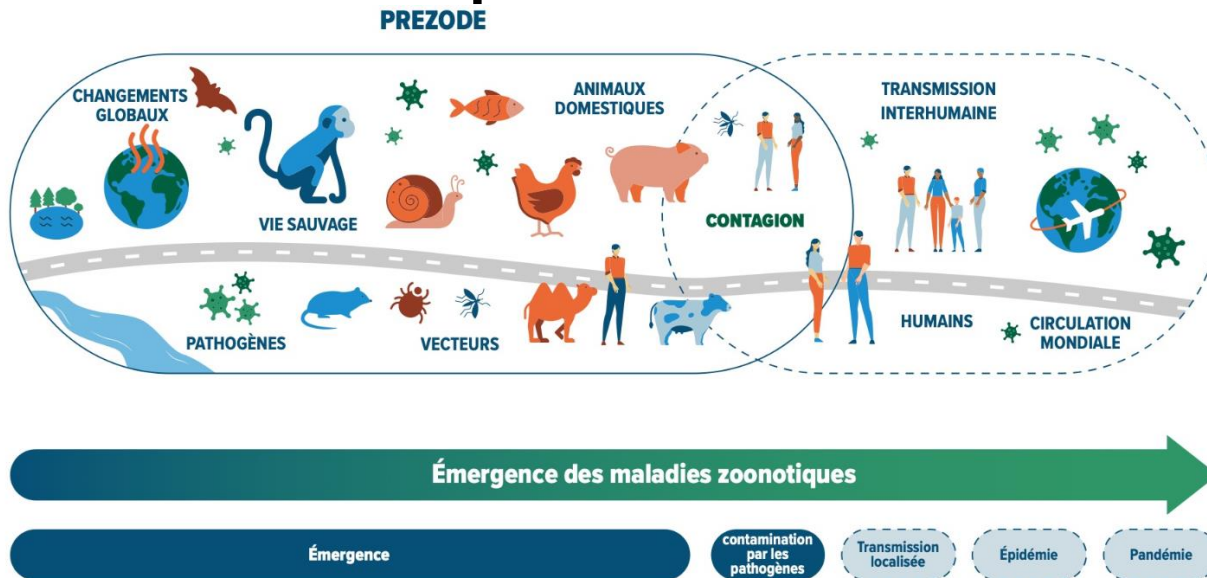 PREZODE
CHANGEMENTS
GLOBAUX
VIE SAUVAGE
ANIMAUX
DOMESTIQUES
CONTAGION
TRANSMISSION
INTERHUMAINE
PATHOGÈNES
VECTEURS
HUMAINS
CIRCULATION
MONDIALE
Émergence des maladies zoonotiques
Émergence
contamination
par les
pathogènes
Transmission
localisée
Épidémie
Pandémie